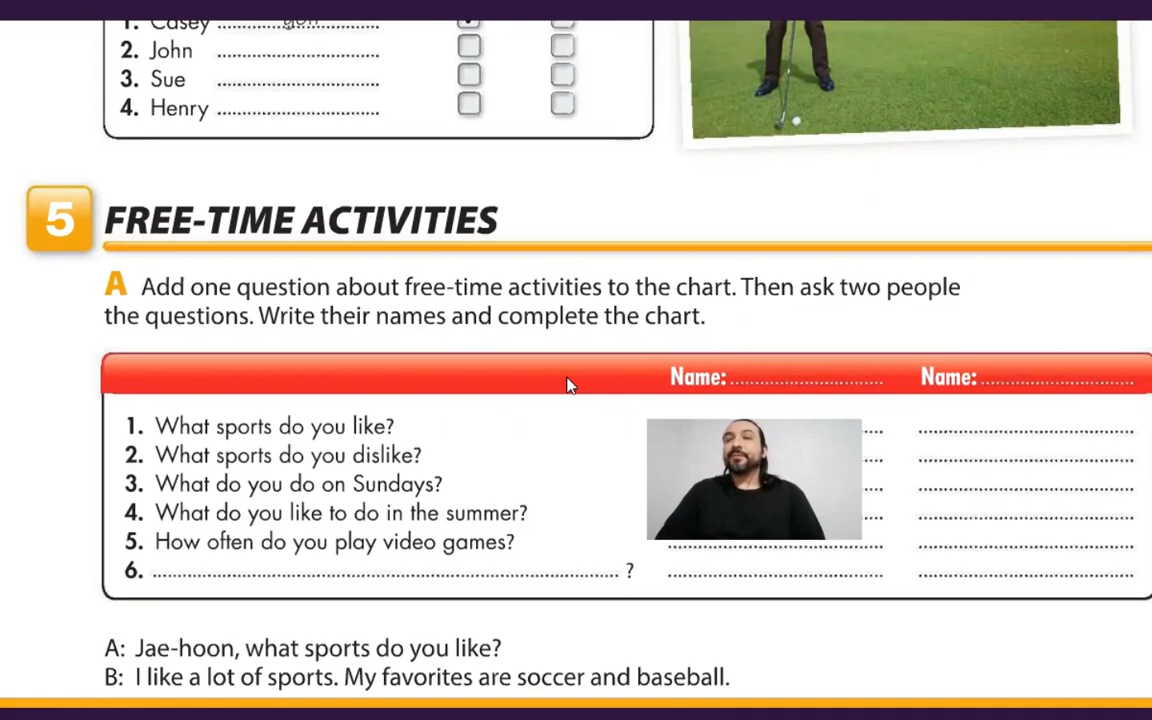 1. Casey golf
2. John
3. Sue
4. Henry
5 FREE-TIME ACTIVITIES
A Add one question about free-time activities to the chart. Then ask two people
the questions. Write their names and complete the chart.
Name: Name:
1. What sports do you like?
2. What sports do you dislike?
3. What do you do on Sundays?
4. What do you like to do in the summer?
5. How often do you play video games?
6. ?
A: Jae-hoon, what sports do you like?
B: I like a lot of sports. My favorites are soccer and baseball.